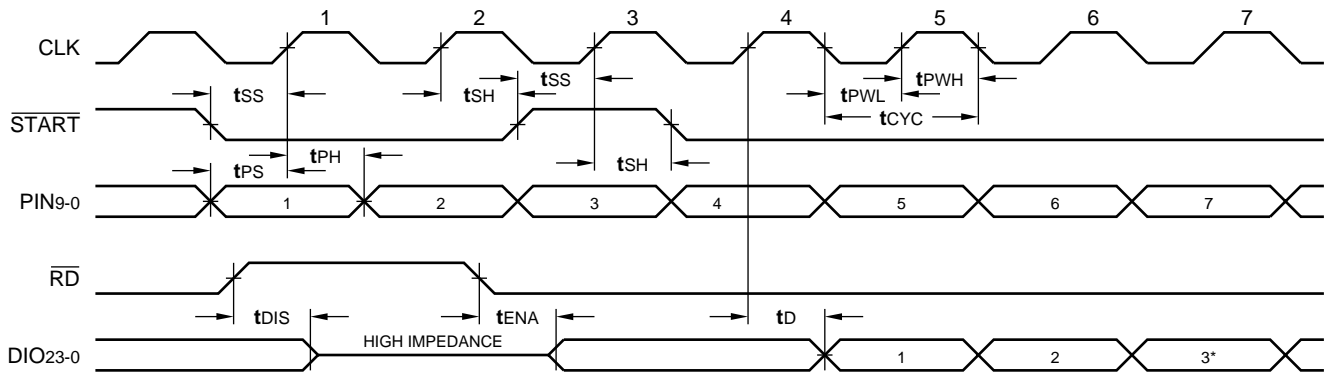 1 2 3 4 5 6 7
CLK
tSS tSH tSS tPWL tPWH
tCYC
START
tPS tPH tSH
PIN9-0 1 2 3 4 5 6 7
RD
tDIS tENA tD
HIGH IMPEDANCE
DIO23-0 1 2 3*